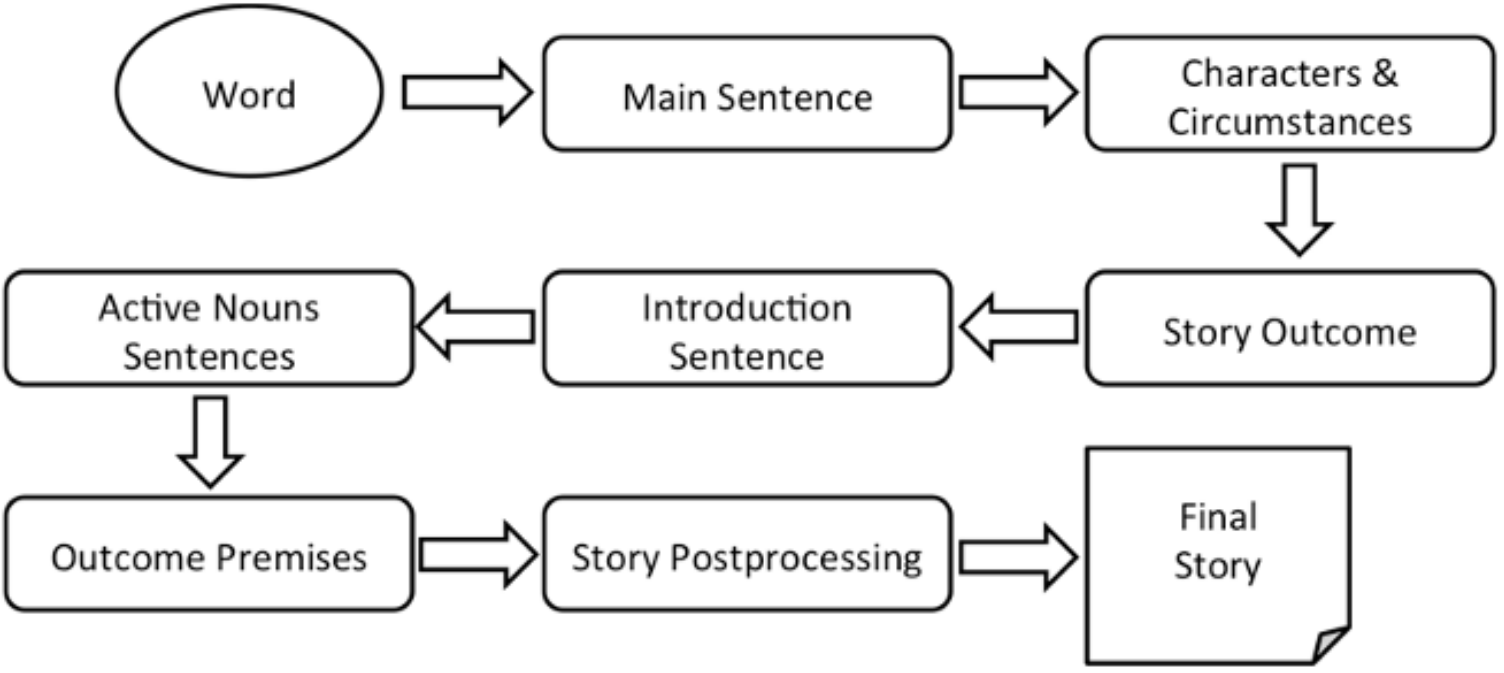 Word
Main Sentence
Characters &
Circumstances
Active Nouns
Sentences
Introduction
Sentence
Story Outcome
Outcome Premises
Story Postprocessing
Final
Story